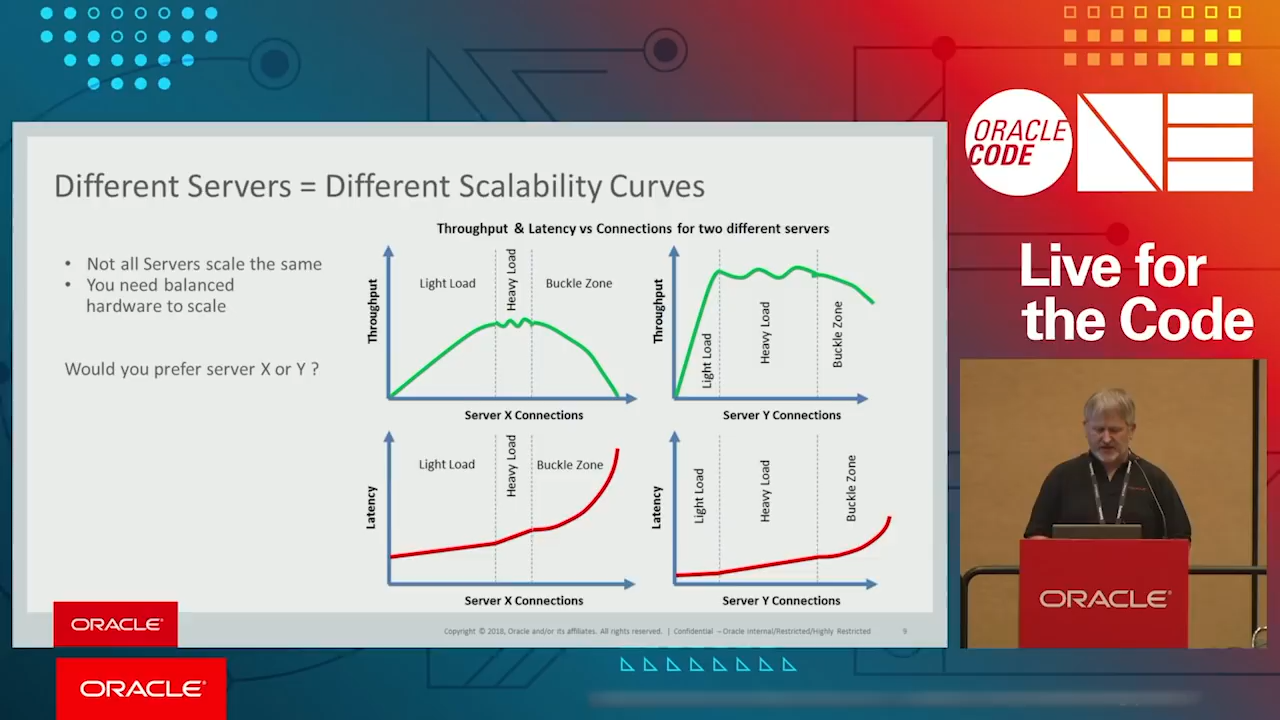 Different Servers = Different Scalability Curves
• Not all Servers scale the same
• You need balanced
hardware to scale
Would you prefer server X or Y ?
Throughput & Latency vs Connections for two different servers
Throughput
Light Load
Heavy Load
Buckle Zone
Server X Connections
Throughput
Light Load
Heavy Load
Buckle Zone
Server Y Connections
Latency
Light Load
Heavy Load
Buckle Zone
Server X Connections
Latency
Light Load
Heavy Load
Buckle Zone
Server Y Connections
ORACLE
Copyright © 2018, Oracle and/or its affiliates. All rights reserved. | Confidential – Oracle Internal/Restricted/Highly Restricted 9
ORACLE
ORACLE
CODE
ONE
Live for
the Code
ORACLE